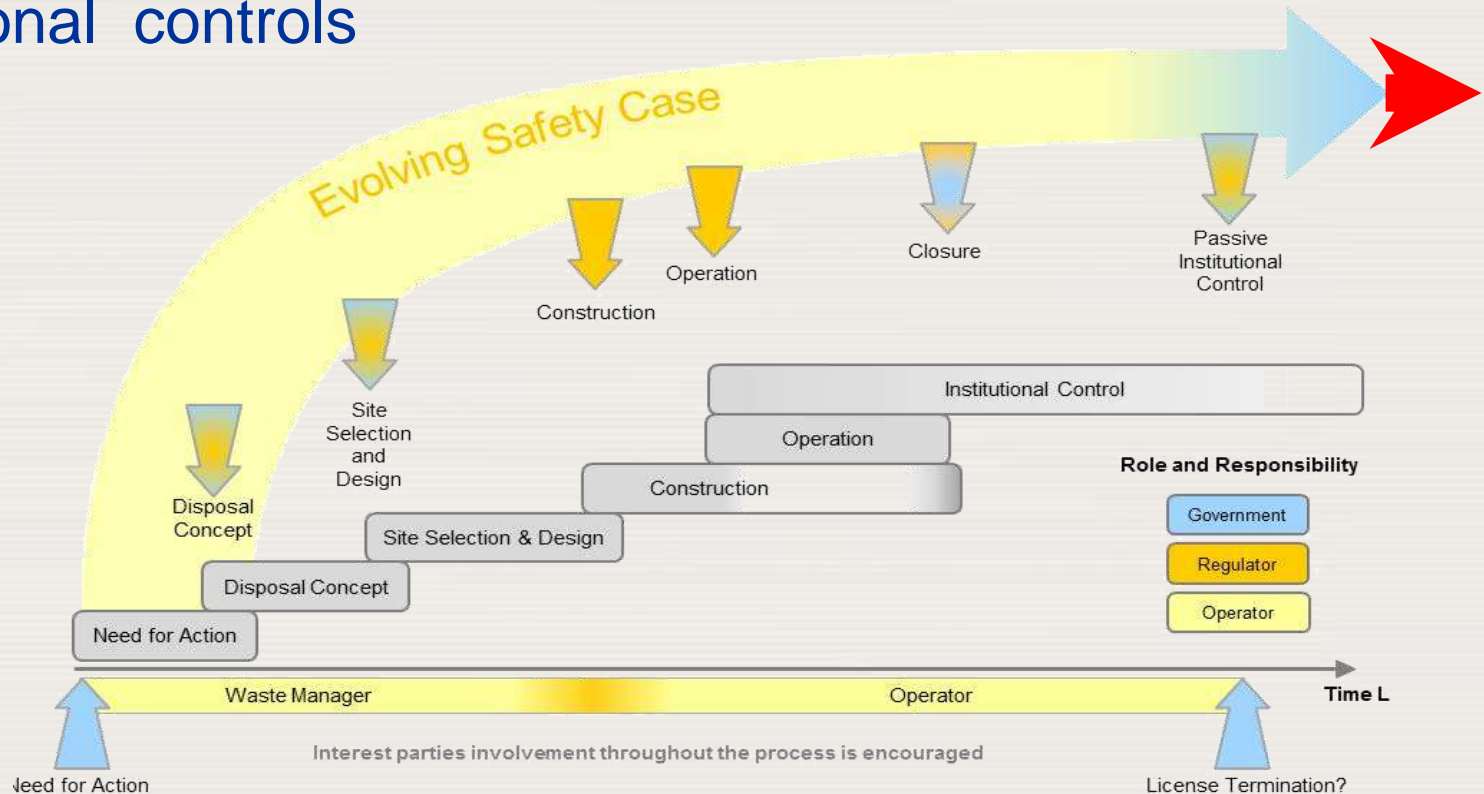 onal controls
Evolving Safety Case
Passive
Institutional
Control
Closure
Operation
Construction
Site
Selection
and
Design
Disposal
Concept
Institutional Control
Operation
Construction
Site Selection & Design
Disposal Concept
Need for Action
Role and Responsibility
Government
Regulator
Operator
Waste Manager
Operator
Time L
Interest parties involvement throughout the process is encouraged
Need for Action
License Termination?